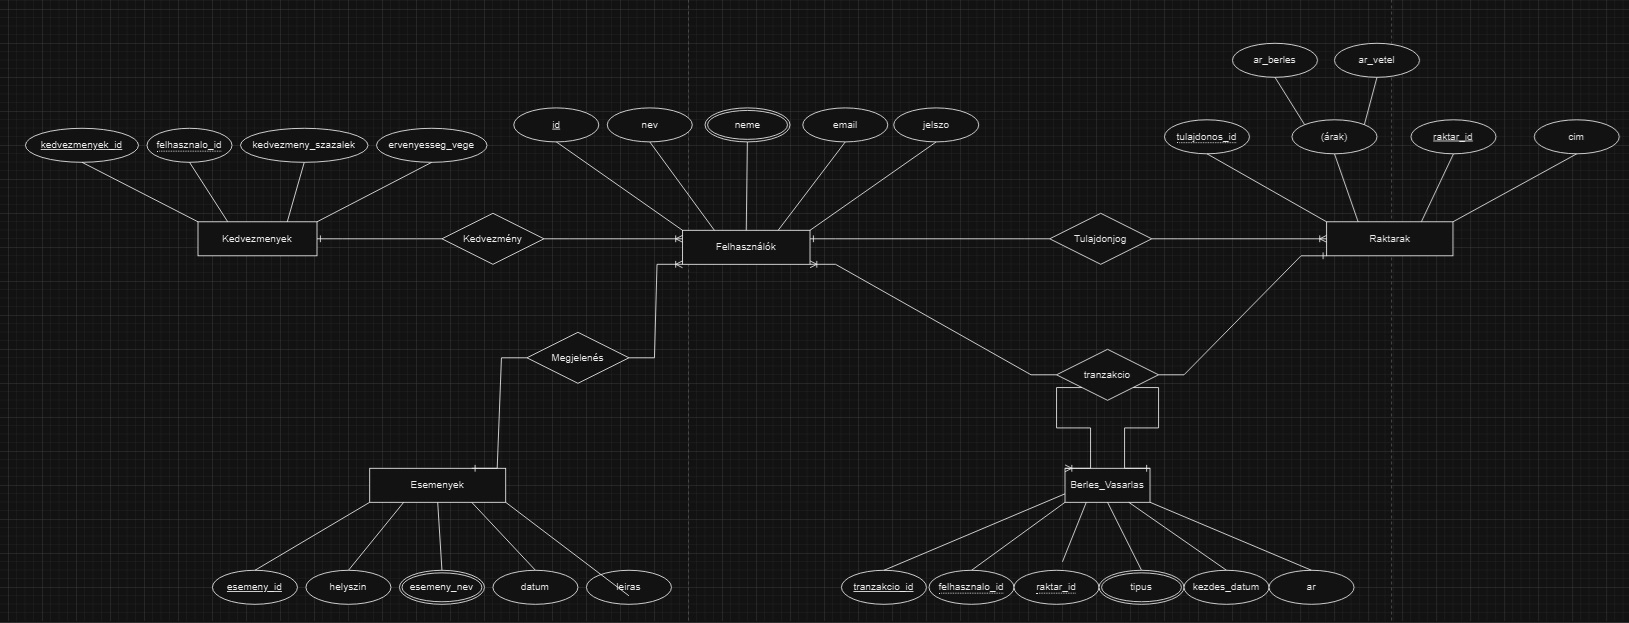 ar_berles
ar_vetel
id
nev
neme
email
jelszo
tulajdonos_id
(árak)
raktar_id
cim
kedvezmenyek_id
felhasznalo_id
kedvezmeny_szazalek
ervenyesseg_vege
Kedvezmenyek
Kedvezmény
Felhasználók
Tulajdonjog
Raktarak
Megjelenés
tranzakcio
Esemenyek
Berles_Vasarlas
esemeny_id
helyszin
esemeny_nev
datum
leiras
tranzakcio_id
felhasznalo_id
raktar_id
tipus
kezdes_datum
ar